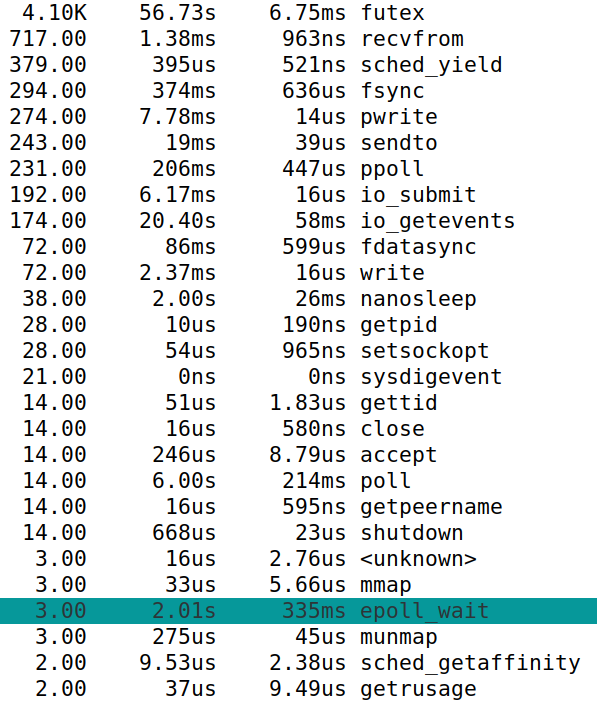 4.10K 56.73s 6.75ms futex
717.00 1.38ms 963ns recvfrom
379.00 395us 521ns sched_yield
294.00 374ms 636us fsync
274.00 7.78ms 14us pwrite
243.00 19ms 39us sendto
231.00 206ms 447us ppoll
192.00 6.17ms 16us io_submit
174.00 20.40s 58ms io_getevents
72.00 86ms 599us fdatasync
72.00 2.37ms 16us write
38.00 2.00s 26ms nanosleep
28.00 10us 190ns getpid
28.00 54us 965ns setsockopt
21.00 0ns 0ns sysdigevent
14.00 51us 1.83us gettid
14.00 16us 580ns close
14.00 246us 8.79us accept
14.00 6.00s 214ms poll
14.00 16us 595ns getpeername
14.00 668us 23us shutdown
3.00 16us 2.76us <unknown>
3.00 33us 5.66us mmap
3.00 2.01s 335ms epoll_wait
3.00 275us 45us munmap
2.00 9.53us 2.38us sched_getaffinity
2.00 37us 9.49us getrusage